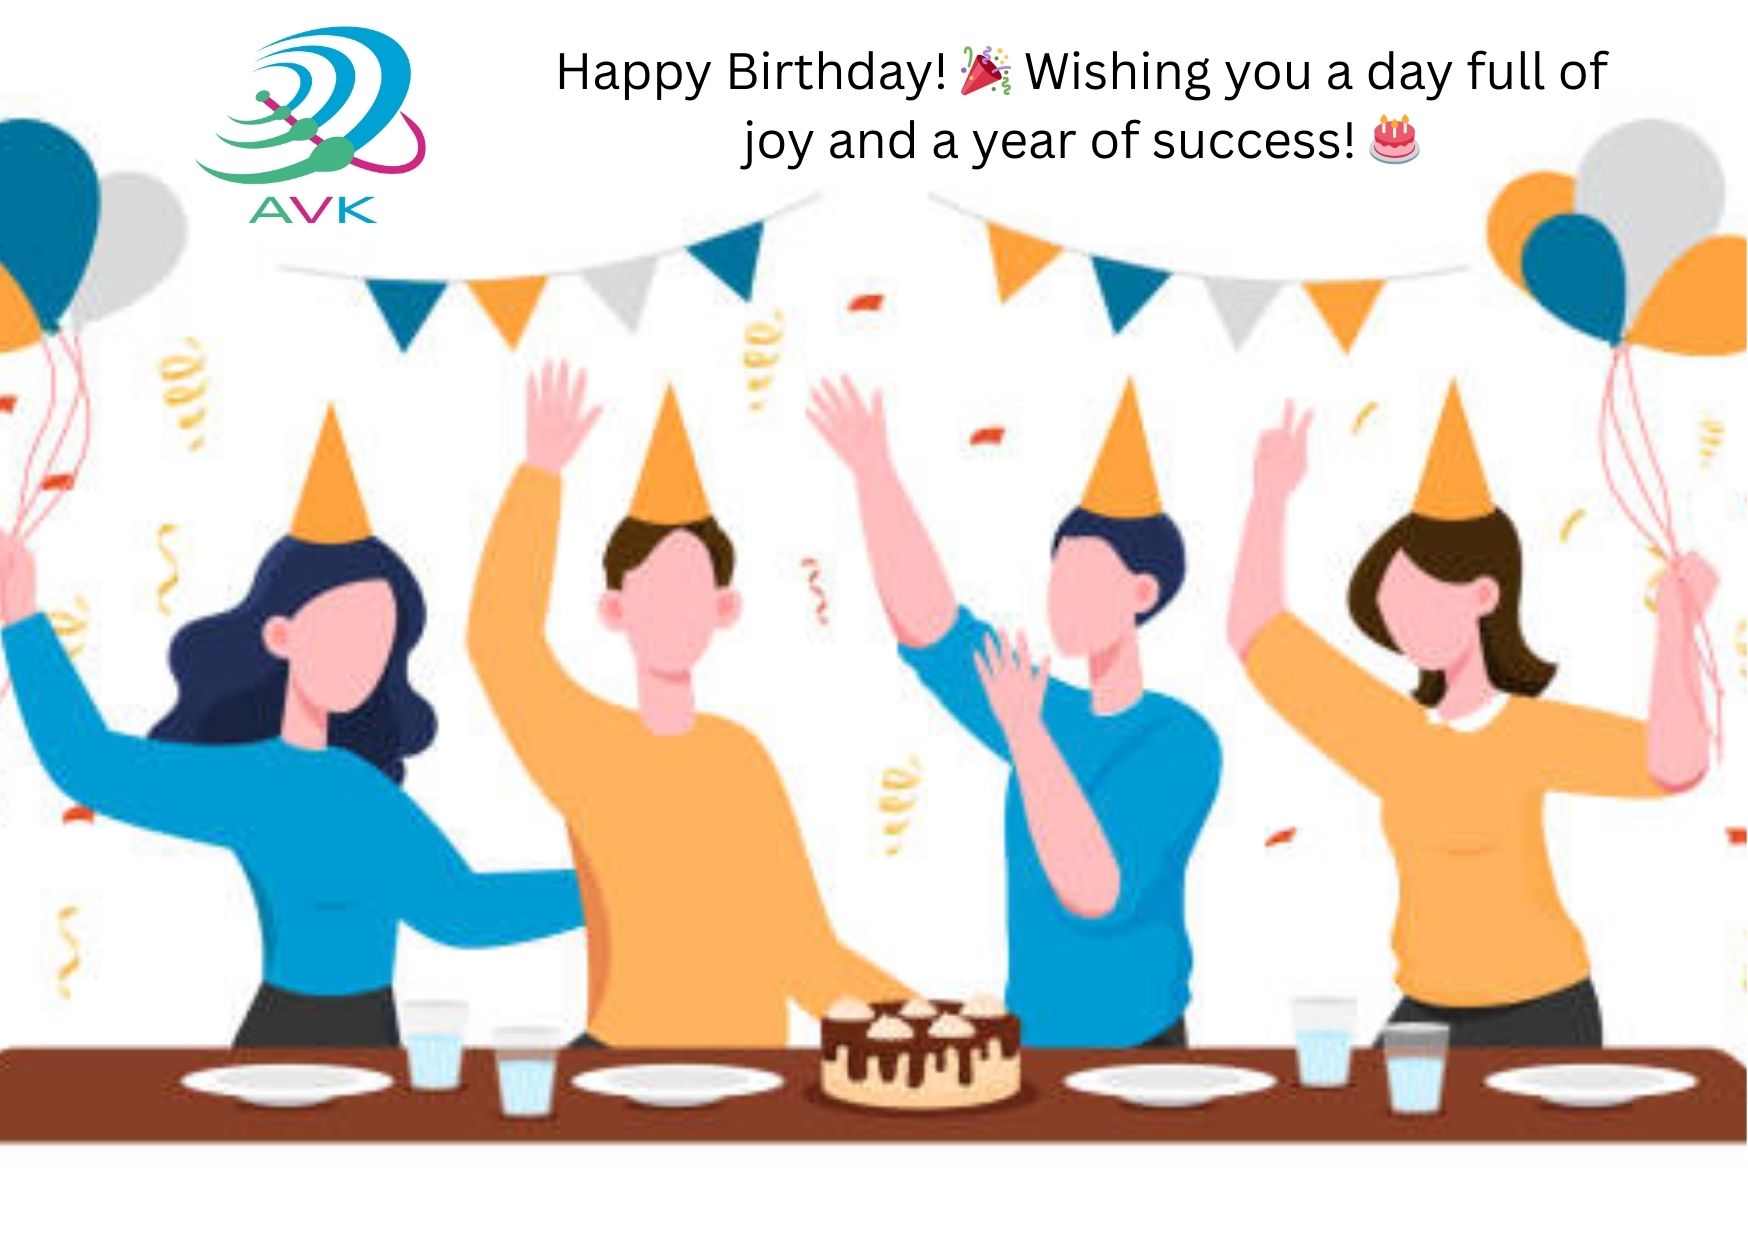 Happy Birthday! 🎉 Wishing you a day full of
joy and a year of success! 🎂
AVK